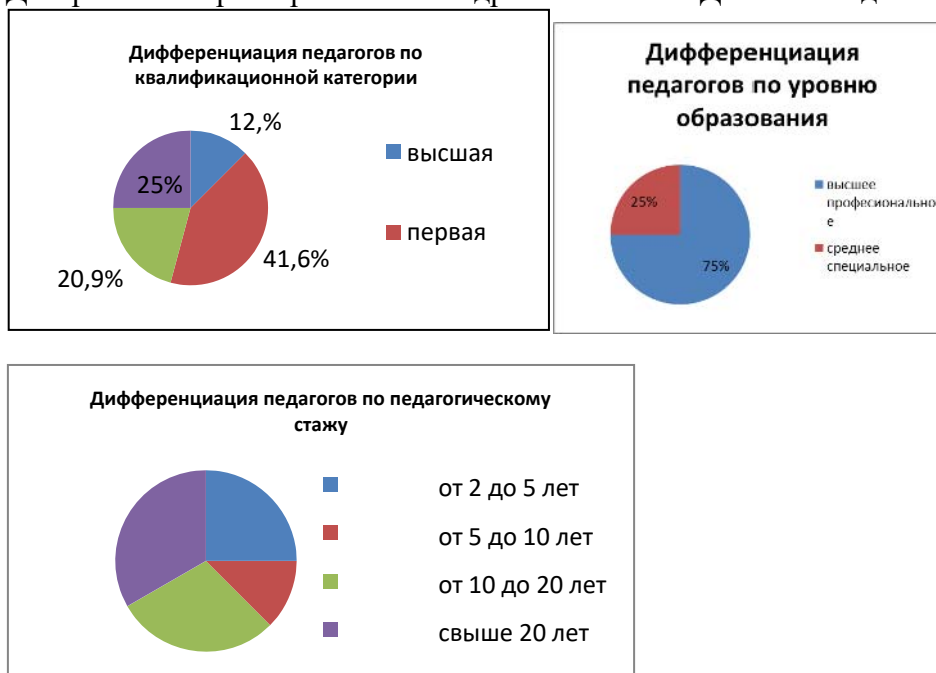 Дифференциация педагогов по
квалификационной категории
12,%
25%
41,6%
20,9%
высшая
первая
Дифференциация
педагогов по уровню
образования
25%
75%
высшее
професионально
е
среднее
специальное
Дифференциация педагогов по педагогическому
стажу
от 2 до 5 лет
от 5 до 10 лет
от 10 до 20 лет
свыше 20 лет